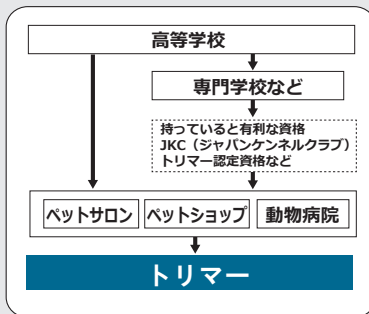 高等学校
専門学校など
持っていると有利な資格
JKC（ジャパンケンネルクラブ）
トリマー認定資格など
ペットサロン
ペットショップ
動物病院
トリマー